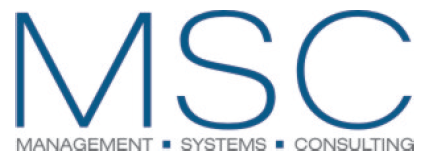 MSC
MANAGEMENT ▪ SYSTEMS ▪ CONSULTING